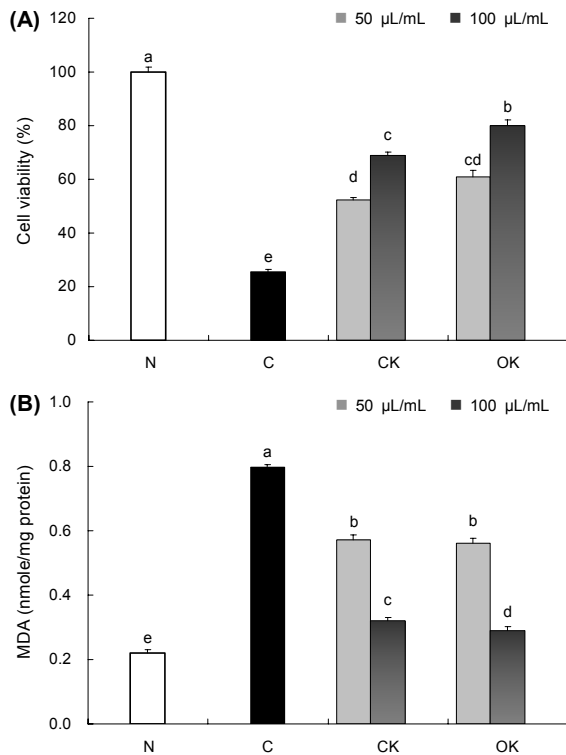 (A)
120
50 µL/mL 100 µL/mL
a
100
b
80
c
cd
d
60
40
e
20
0
Cell viability (%)
N C CK OK
(B)
1.0
50 µL/mL 100 µL/mL
a
0.8
b b
0.6
0.4
c
d
e
0.2
0.0
MDA (nmole/mg protein)
N C CK OK